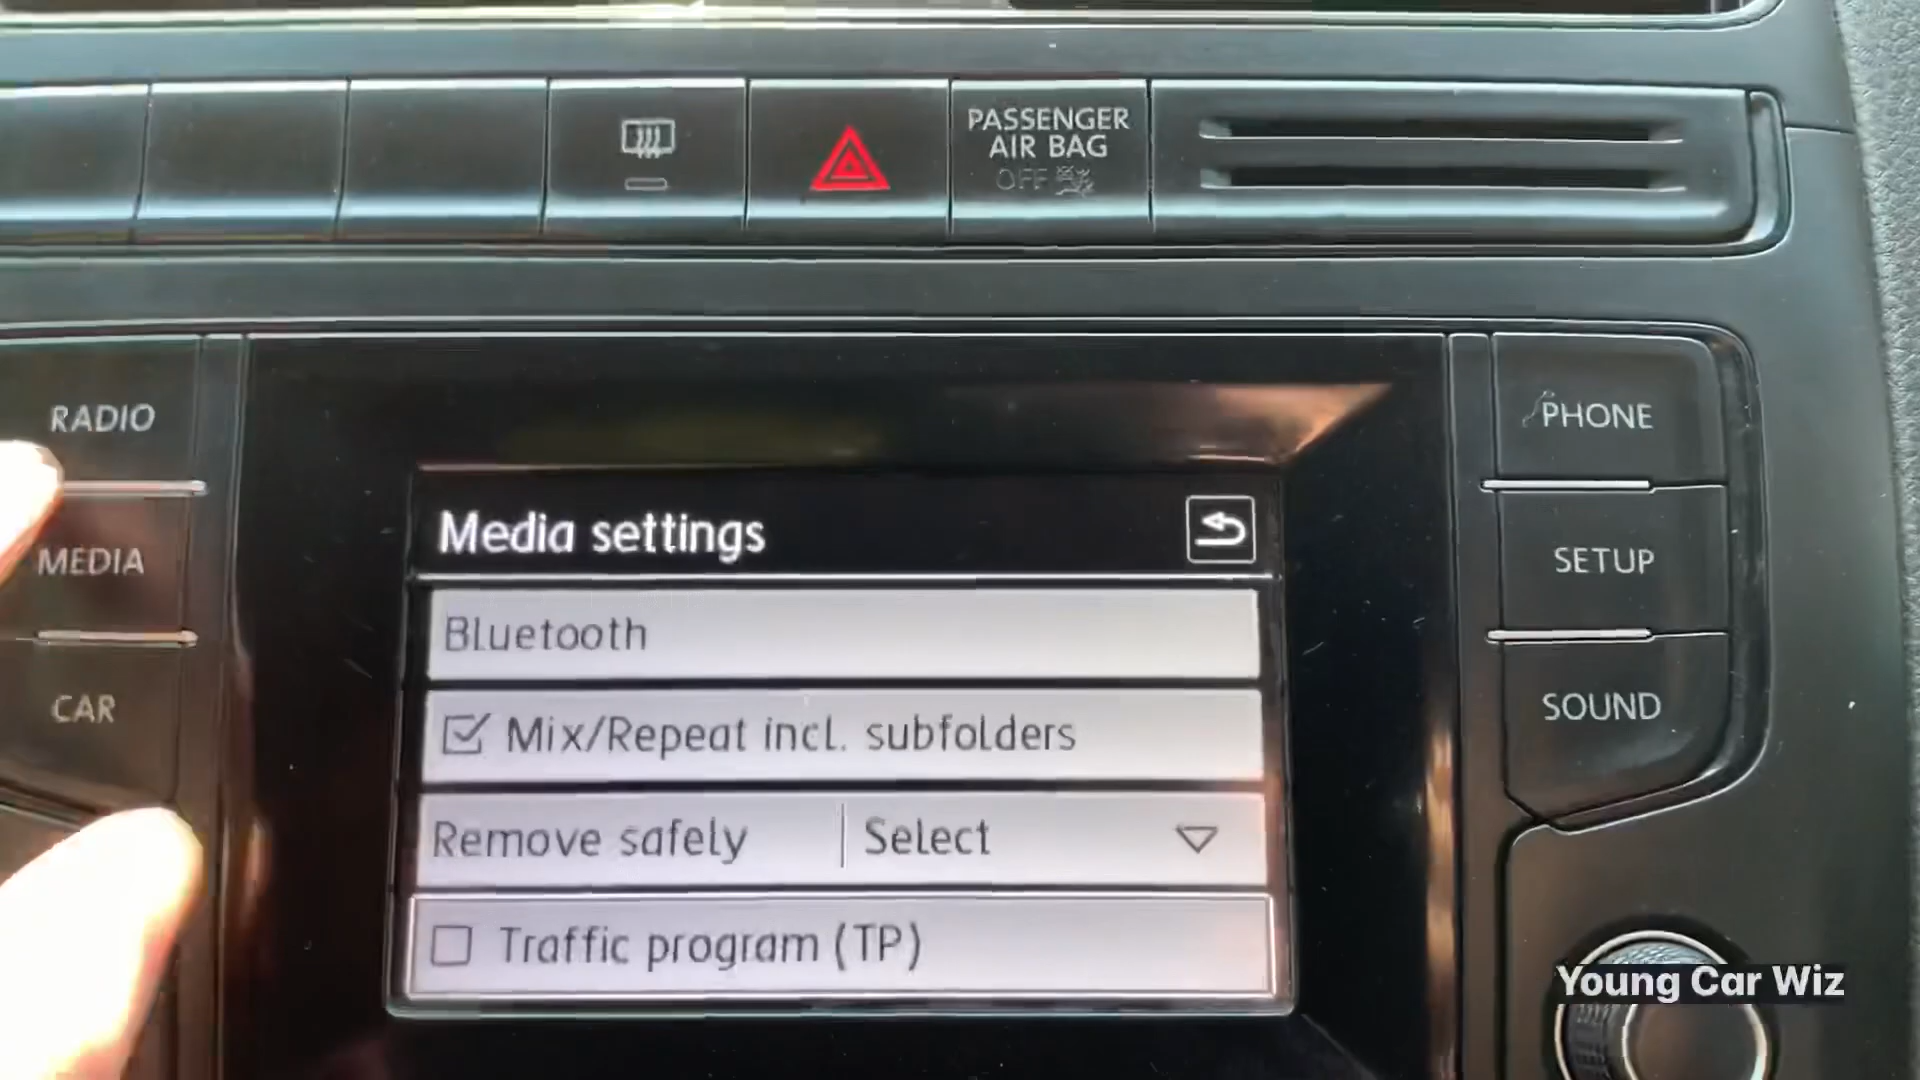 PASSENGER
AIR BAG
OFF
RADIO
MEDIA
CAR
Media settings
Bluetooth
Mix/Repeat incl. subfolders
Remove safely
Select
Traffic program (TP)
PHONE
SETUP
SOUND
Young Car Wiz